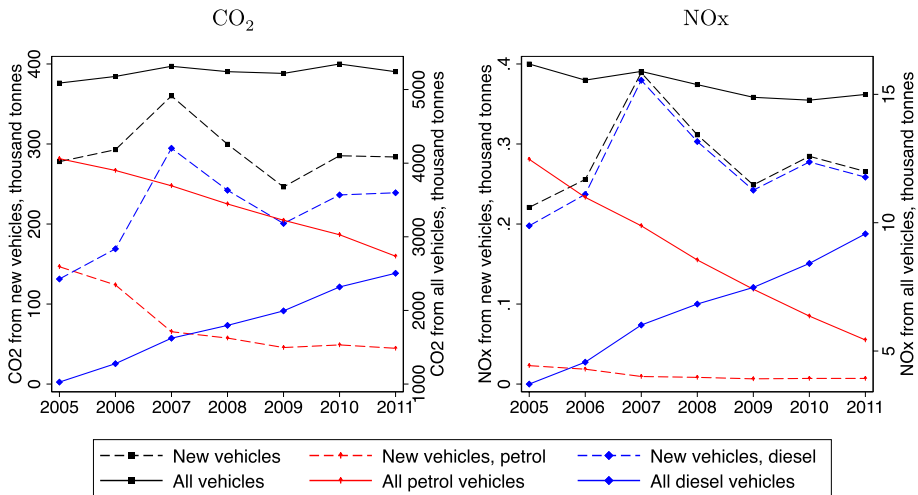 CO2
NOx
CO2 from new vehicles, thousand tonnes
0
100
200
300
400
CO2 from all vehicles, thousand tonnes
1000
2000
3000
4000
5000
2005 2006 2007 2008 2009 2010 2011
NOx from new vehicles, thousand tonnes
0
.1
.2
.3
.4
NOx from all vehicles, thousand tonnes
5
10
15
2005 2006 2007 2008 2009 2010 2011
New vehicles New vehicles, petrol New vehicles, diesel
All vehicles All petrol vehicles All diesel vehicles